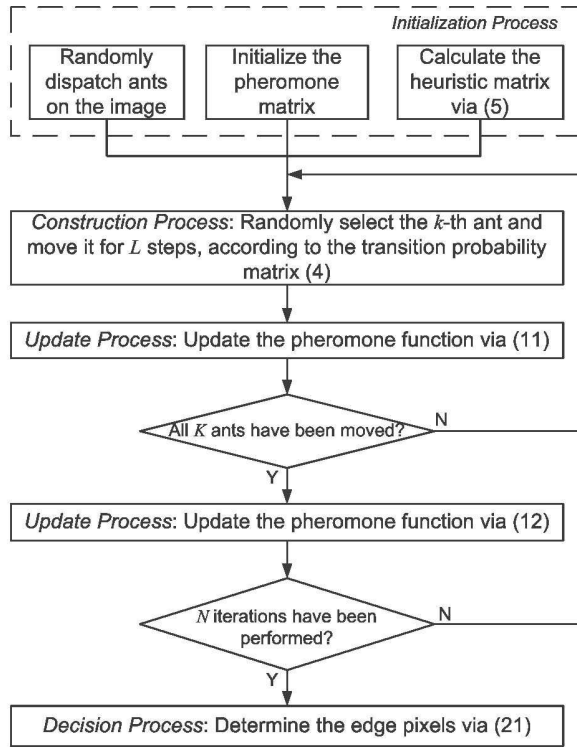 Initialization Process
Randomly
dispatch ants
on the image
Initialize the
pheromone
matrix
Calculate the
heuristic matrix
via (5)
Construction Process: Randomly select the k-th ant and
move it for L steps, according to the transition probability
matrix (4)
Update Process: Update the pheromone function via (11)
All K ants have been moved?
N
Y
Update Process: Update the pheromone function via (12)
N iterations have been
performed?
N
Y
Decision Process: Determine the edge pixels via (21)